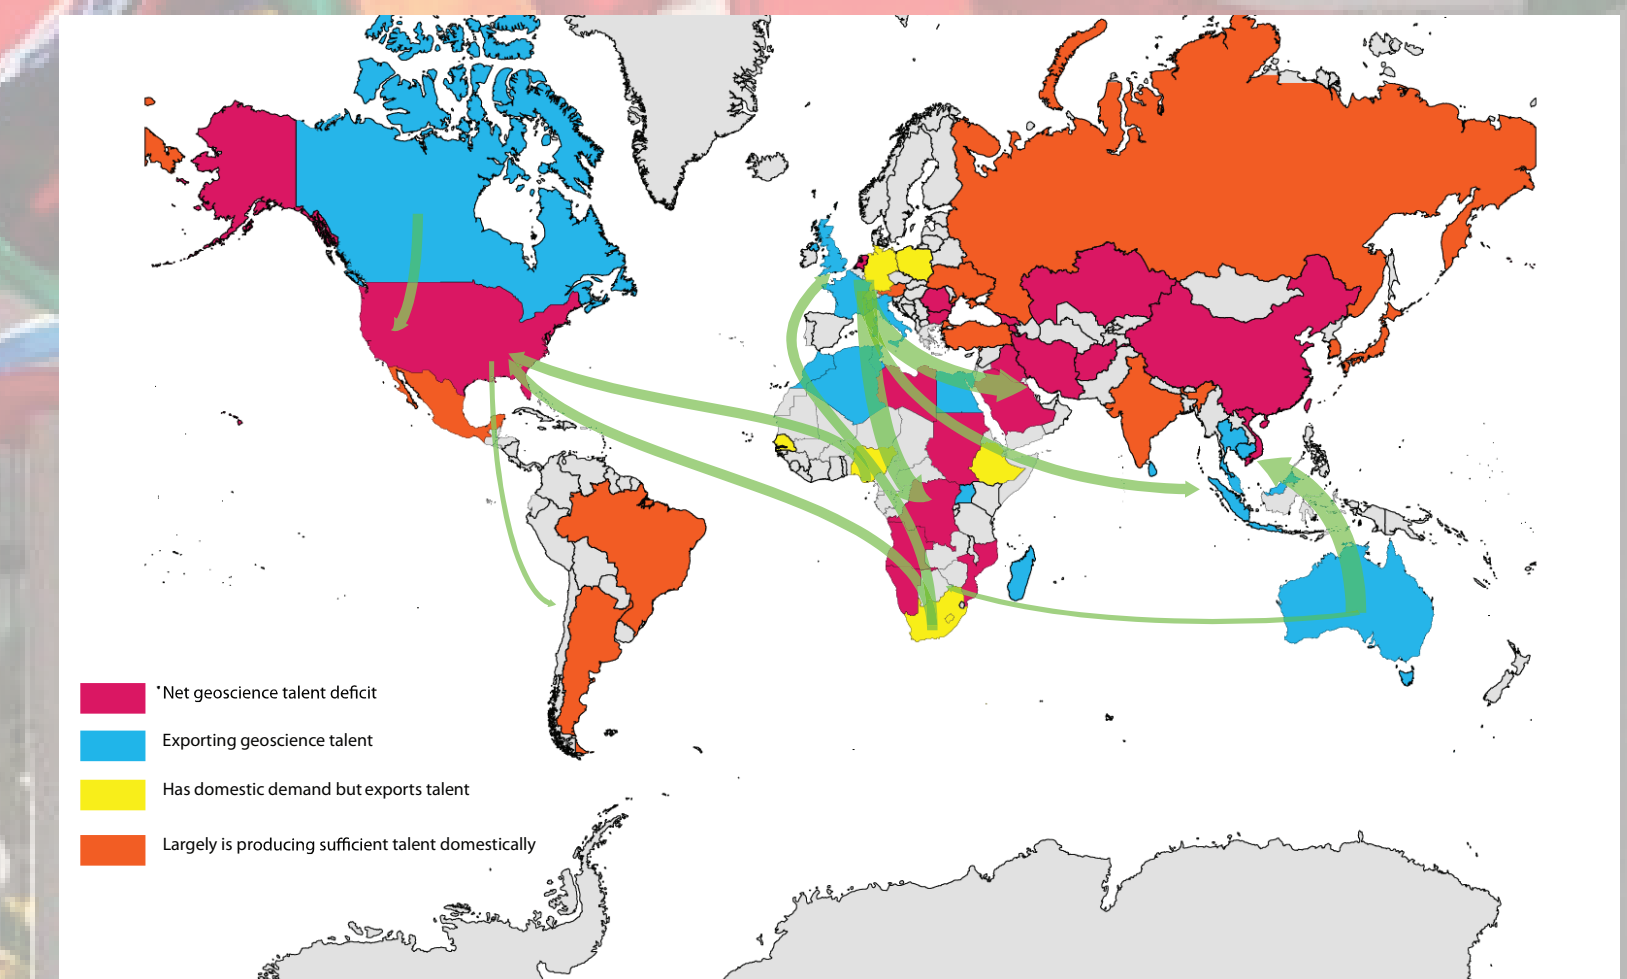 *Net geoscience talent deficit
Exporting geoscience talent
Has domestic demand but exports talent
Largely is producing sufficient talent domestically